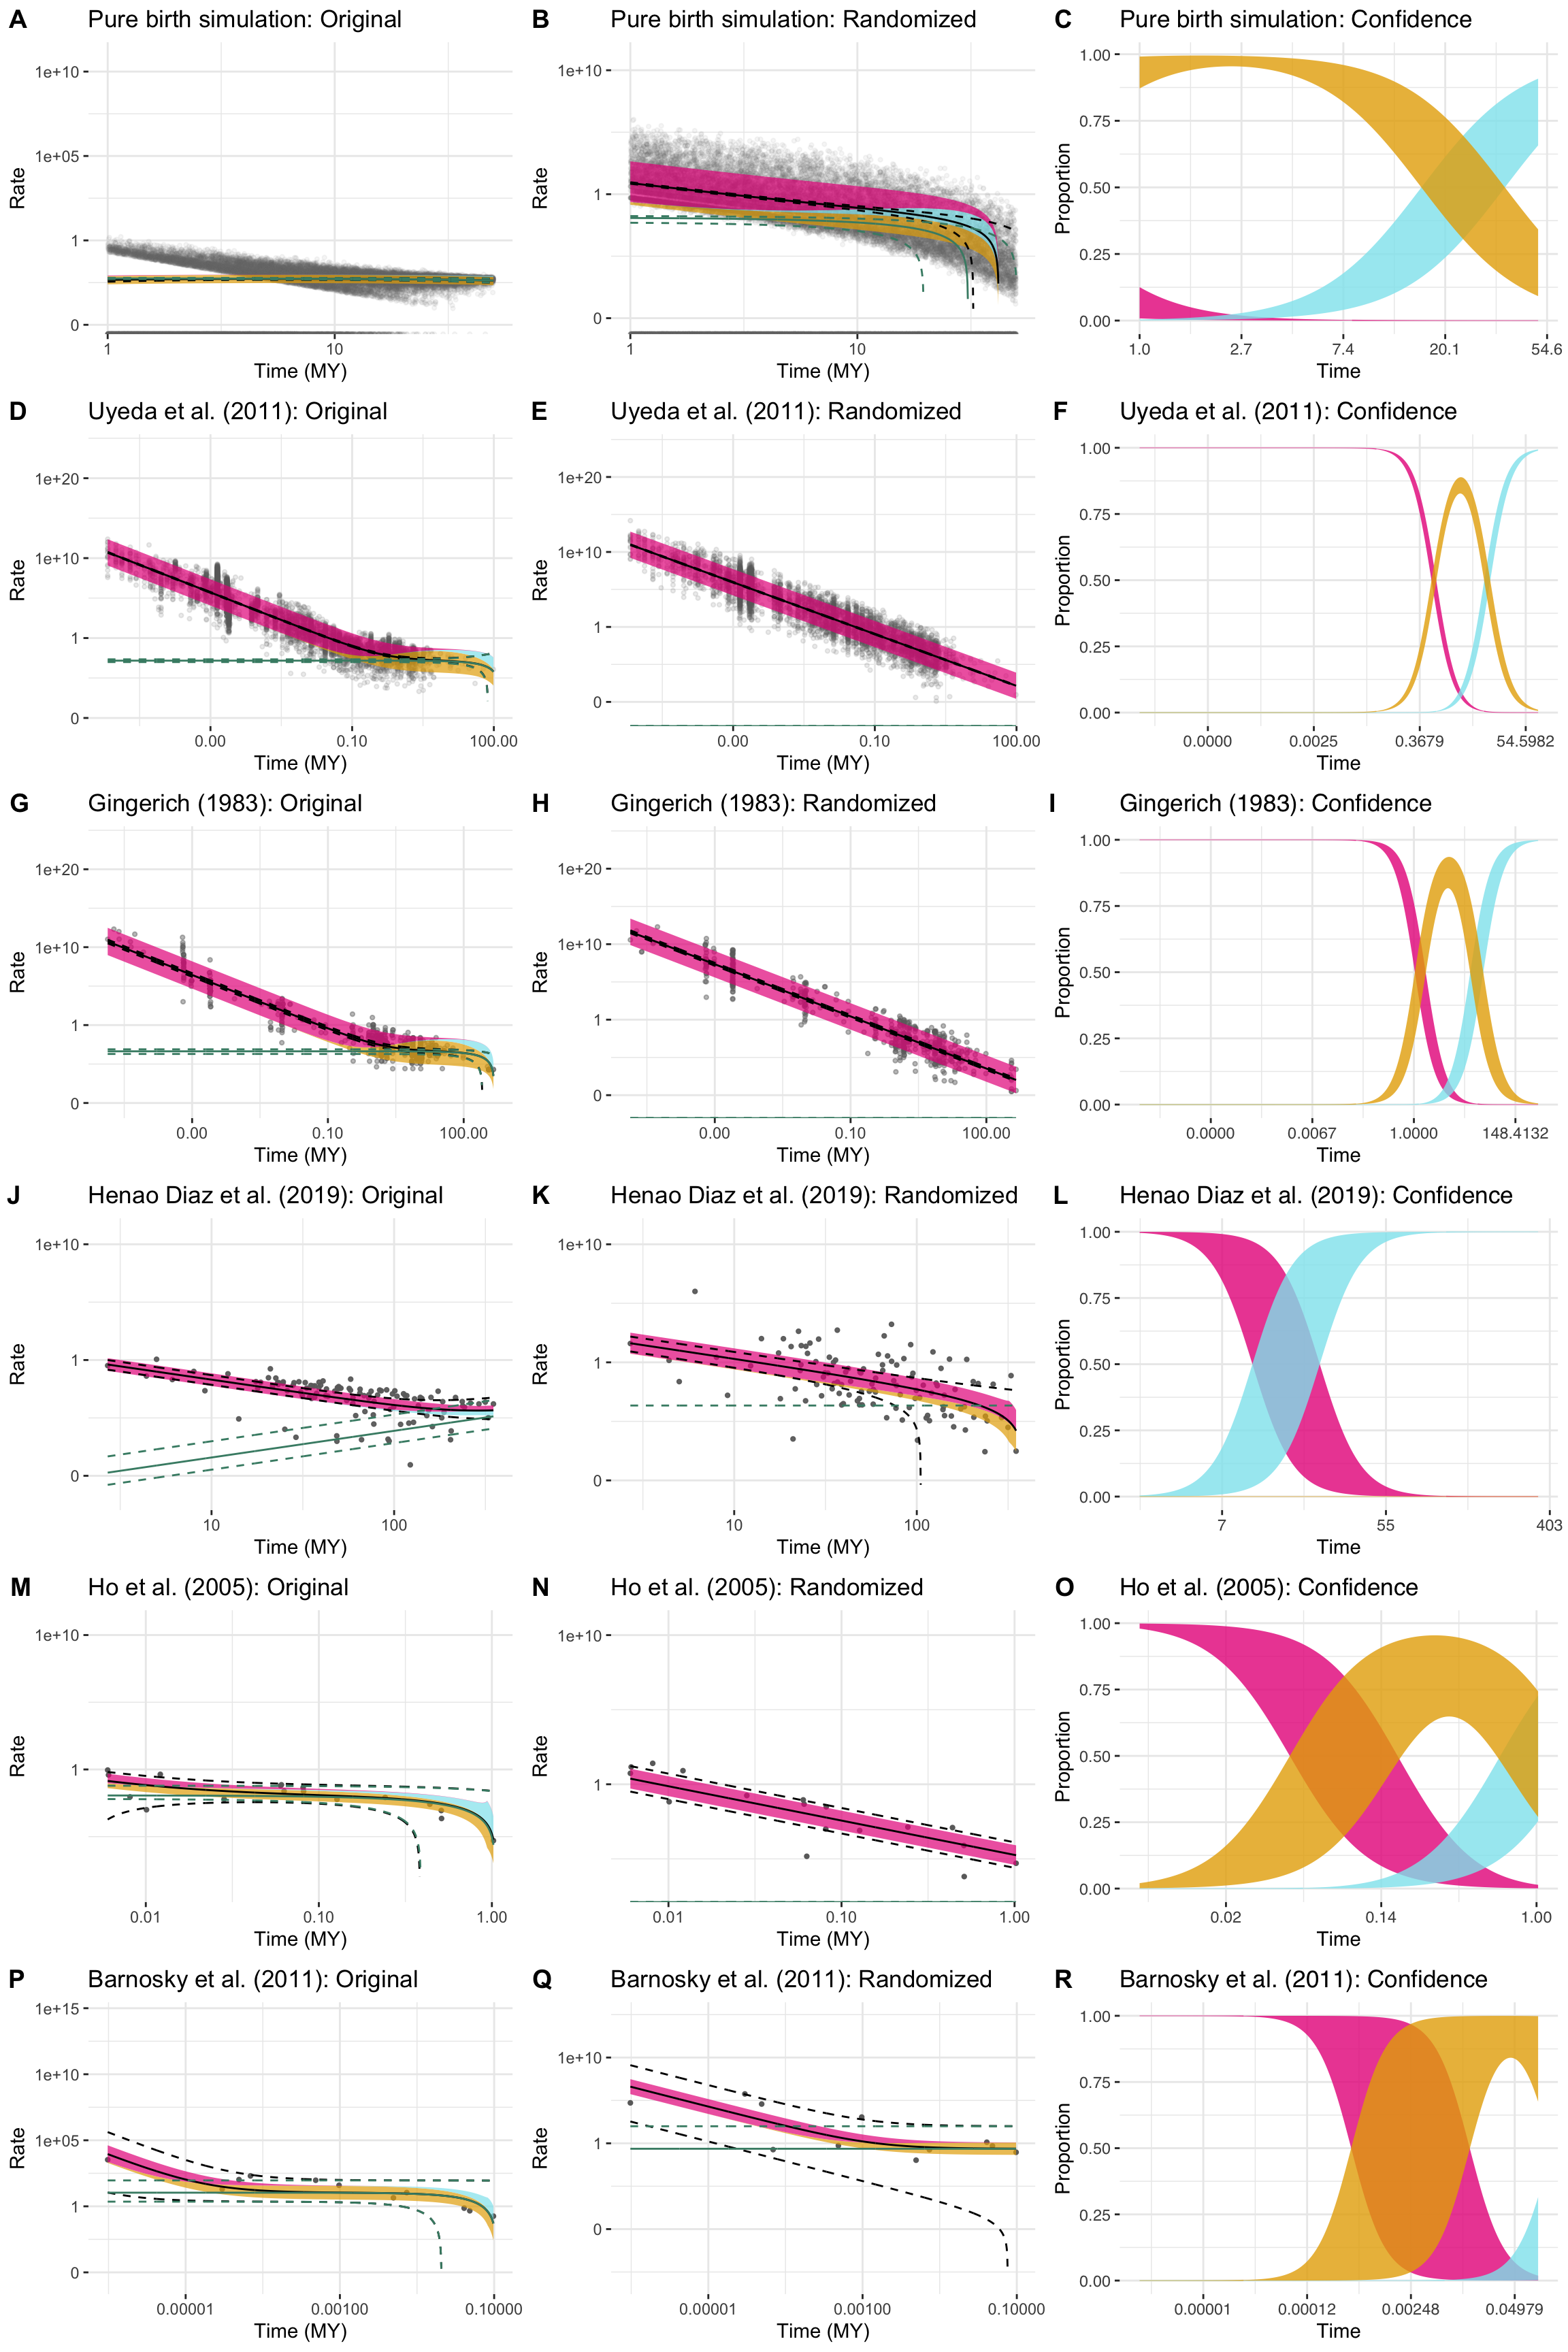 A Pure birth simulation: Original
1e+10
1e+05
1
0
Rate
1 10
Time (MY)
B Pure birth simulation: Randomized
1e+10
1
0
Rate
1 10
Time (MY)
C Pure birth simulation: Confidence
1.00
0.75
0.50
0.25
0.00
Proportion
1.0 2.7 7.4 20.1 54.6
Time
D Uyeda et al. (2011): Original
1e+20
1e+10
1
0
Rate
0.00 0.10 100.00
Time (MY)
E Uyeda et al. (2011): Randomized
1e+20
1e+10
1
0
Rate
0.00 0.10 100.00
Time (MY)
F Uyeda et al. (2011): Confidence
1.00
0.75
0.50
0.25
0.00
Proportion
0.0000 0.0025 0.3679 54.5982
Time
G Gingerich (1983): Original
1e+20
1e+10
1
0
Rate
0.00 0.10 100.00
Time (MY)
H Gingerich (1983): Randomized
1e+20
1e+10
1
0
Rate
0.00 0.10 100.00
Time (MY)
I Gingerich (1983): Confidence
1.00
0.75
0.50
0.25
0.00
Proportion
0.0000 0.0067 1.0000 148.4132
Time
J Henao Diaz et al. (2019): Original
1e+10
1
0
Rate
10 100
Time (MY)
K Henao Diaz et al. (2019): Randomized
1e+10
1
0
Rate
10 100
Time (MY)
L Henao Diaz et al. (2019): Confidence
1.00
0.75
0.50
0.25
0.00
Proportion
7 55 403
Time
M Ho et al. (2005): Original
1e+10
1
Rate
0.01 0.10 1.00
Time (MY)
N Ho et al. (2005): Randomized
1e+10
1
Rate
0.01 0.10 1.00
Time (MY)
O Ho et al. (2005): Confidence
1.00
0.75
0.50
0.25
0.00
Proportion
0.02 0.14 1.00
Time
P Barnosky et al. (2011): Original
1e+15
1e+10
1e+05
1
0
Rate
0.00001 0.00100 0.10000
Time (MY)
Q Barnosky et al. (2011): Randomized
1e+10
1
0
Rate
0.00001 0.00100 0.10000
Time (MY)
R Barnosky et al. (2011): Confidence
1.00
0.75
0.50
0.25
0.00
Proportion
0.00001 0.00012 0.00248 0.04979
Time